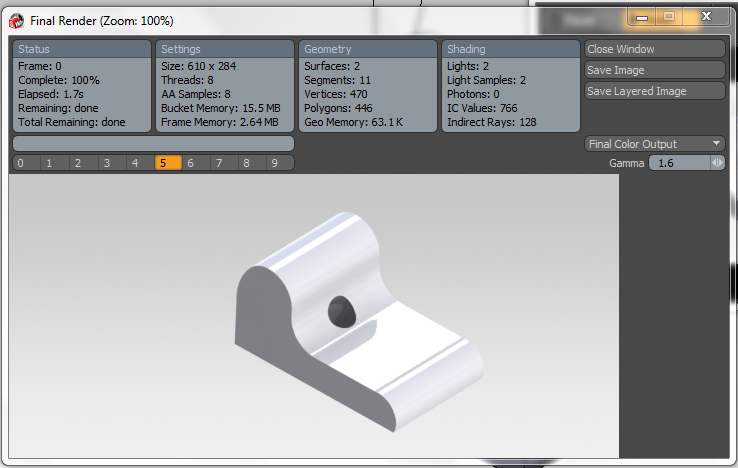 Final Render (Zoom: 100%)
Status
Frame: 0
Complete: 100%
Elapsed: 1.7s
Remaining: done
Total Remaining: done
Settings
Size: 610 x 284
Threads: 8
AA Samples: 8
Bucket Memory: 15.5 MB
Frame Memory: 2.64 MB
Geometry
Surfaces: 2
Segments: 11
Vertices: 470
Polygons: 446
Geo Memory: 63.1 K
Shading
Lights: 2
Light Samples: 2
Photons: 0
IC Values: 766
Indirect Rays: 128
Close Window
Save Image
Save Layered Image
Final Color Output
0 1 2 3 4 5 6 7 8 9
Gamma 1.6